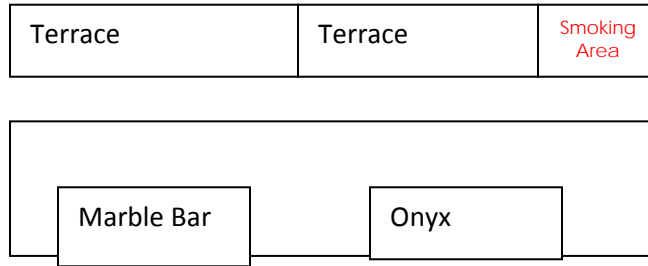 Terrace
Terrace
Smoking
Area
Marble Bar
Onyx